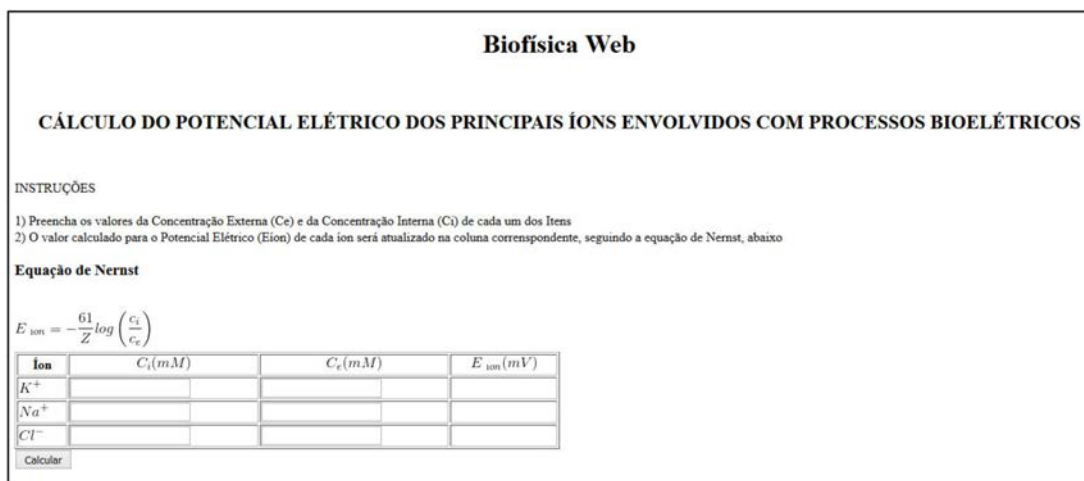 Biofísica Web
CÁLCULO DO POTENCIAL ELÉTRICO DOS PRINCIPAIS ÍONS ENVOLVIDOS COM PROCESSOS BIOELÉTRICOS
INSTRUÇÕES
1) Preencha os valores da Concentração Externa (Ce) e da Concentração Interna (Ci) de cada um dos Itens
2) O valor calculado para o Potencial Elétrico (Eíon) de cada íon será atualizado na coluna correnspondente, seguindo a equação de Nernst, abaixo
Equação de Nernst
E ıon = −61/Z log (cᵢ/cₑ)
Íon Cᵢ(mM) Cₑ(mM) E ıon(mV)
K⁺
Na⁺
Cl⁻
Calcular